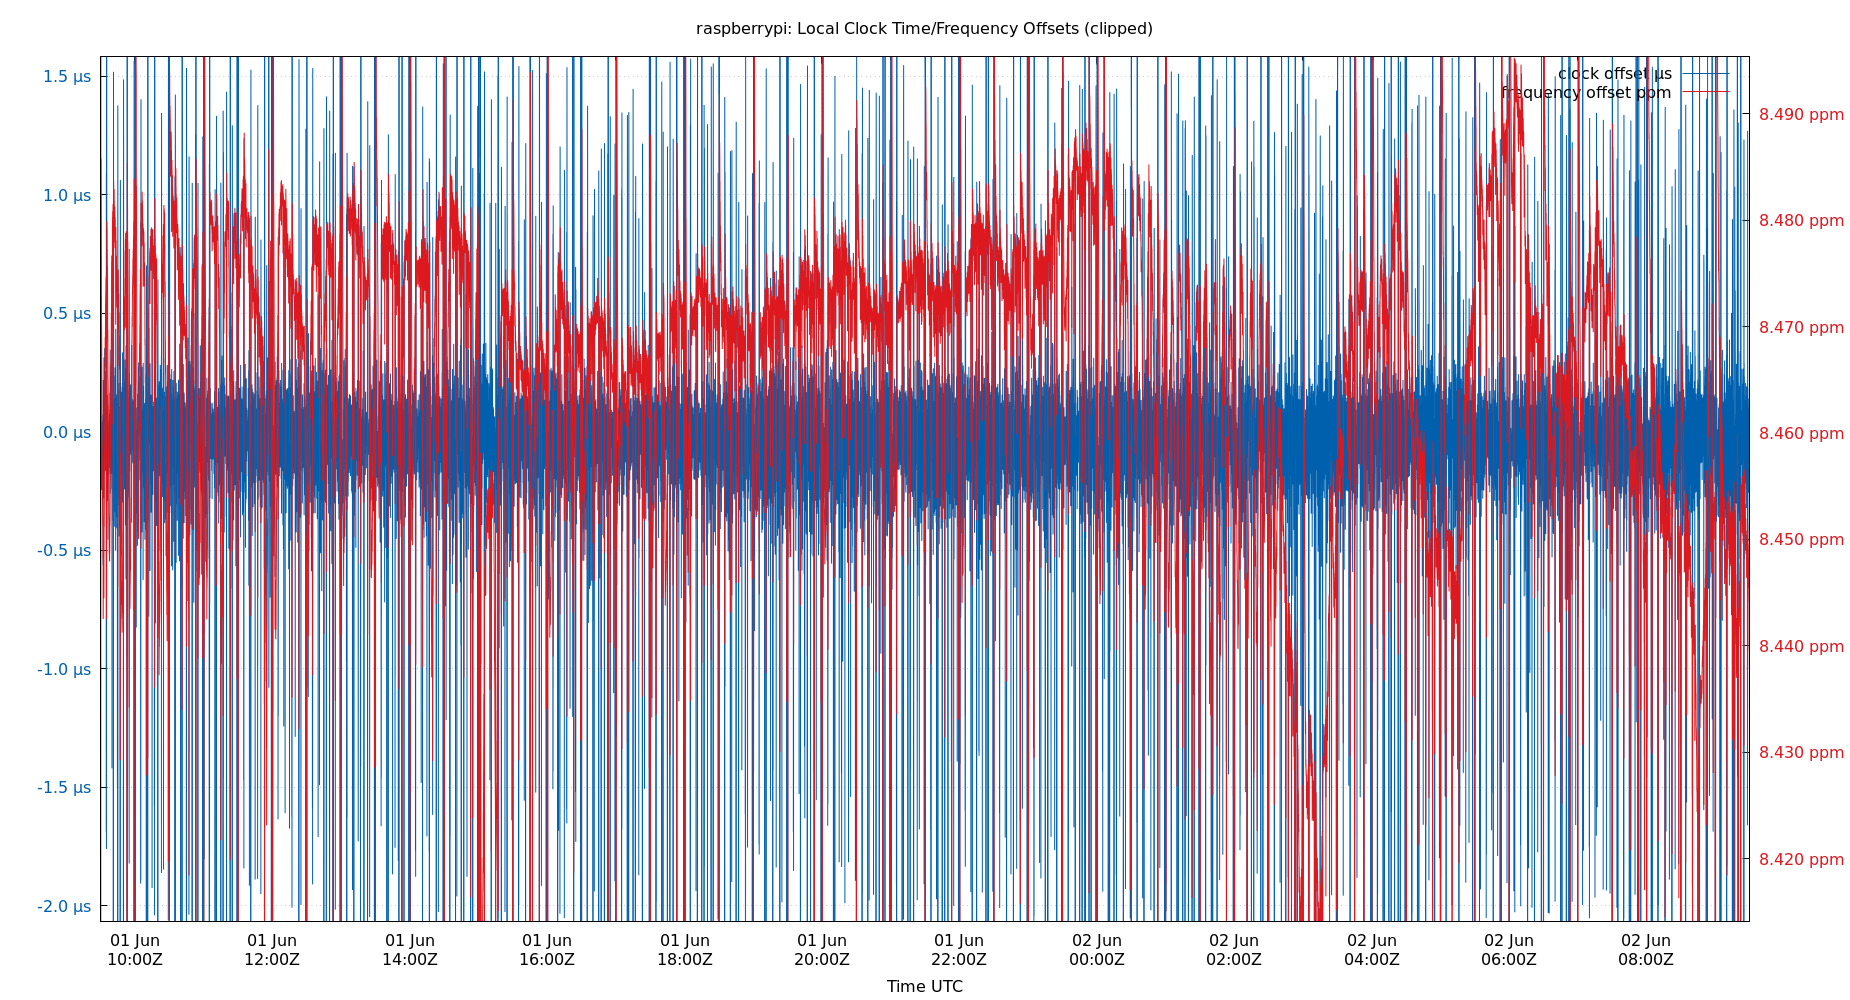 raspberrypi: Local Clock Time/Frequency Offsets (clipped)
clock offset µs
frequency offset ppm
1.5 µs
1.0 µs
0.5 µs
0.0 µs
-0.5 µs
-1.0 µs
-1.5 µs
-2.0 µs
8.490 ppm
8.480 ppm
8.470 ppm
8.460 ppm
8.450 ppm
8.440 ppm
8.430 ppm
8.420 ppm
01 Jun 01 Jun 01 Jun 01 Jun 01 Jun 01 Jun 01 Jun 02 Jun 02 Jun 02 Jun 02 Jun 02 Jun
10:00Z 12:00Z 14:00Z 16:00Z 18:00Z 20:00Z 22:00Z 00:00Z 02:00Z 04:00Z 06:00Z 08:00Z
Time UTC